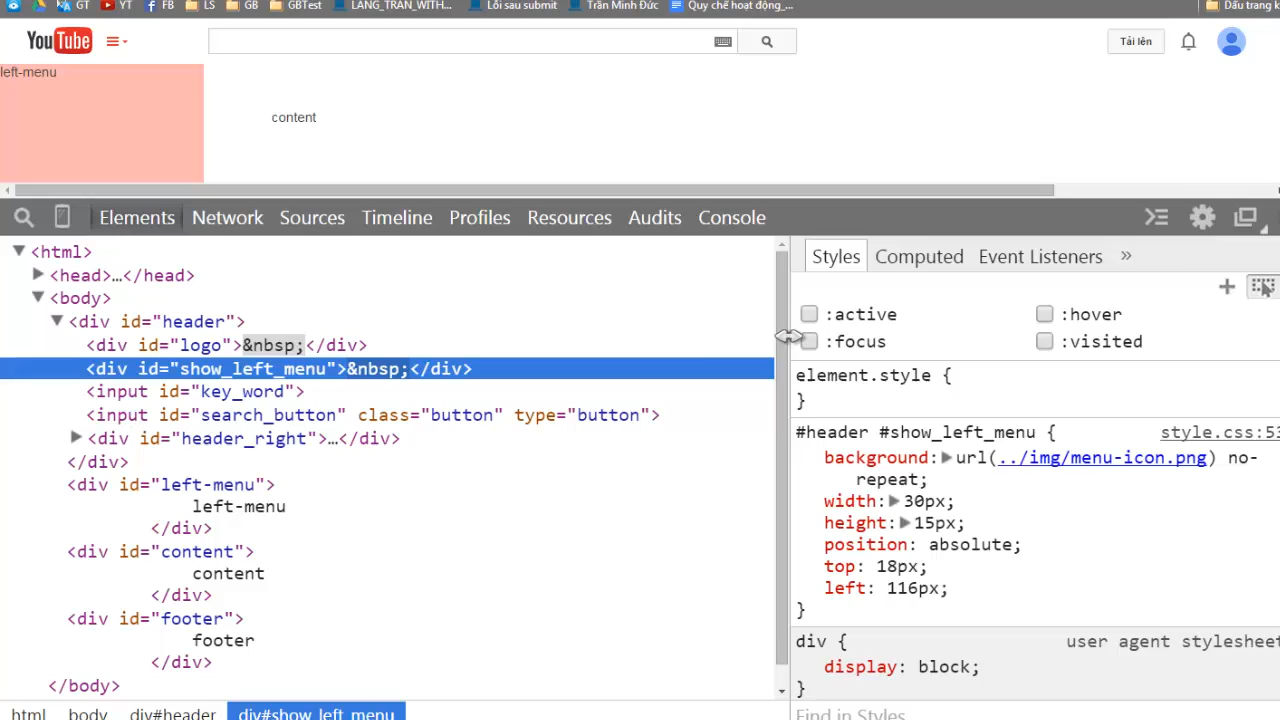 GT YT FB LS GB GBTest LANG_TRAN_WITH... Lỗi sau submit Trần Minh Đức Quy chế hoạt động_... Dấu trang k
YouTube Tải lên
left-menu
content
Elements Network Sources Timeline Profiles Resources Audits Console
<html>
<head>…</head>
<body>
<div id="header">
<div id="logo">&nbsp;</div>
<div id="show_left_menu">&nbsp;</div>
<input id="key_word">
<input id="search_button" class="button" type="button">
<div id="header_right">…</div>
</div>
<div id="left-menu">
left-menu
</div>
<div id="content">
content
</div>
<div id="footer">
footer
</div>
</body>
html body div#header div#show_left_menu
Styles Computed Event Listeners »
:active :hover
:focus :visited
element.style {
}
#header #show_left_menu { style.css:53
background: url(../img/menu-icon.png) no-
repeat;
width: 30px;
height: 15px;
position: absolute;
top: 18px;
left: 116px;
}
div { user agent stylesheet
display: block;
}
Find in Styles